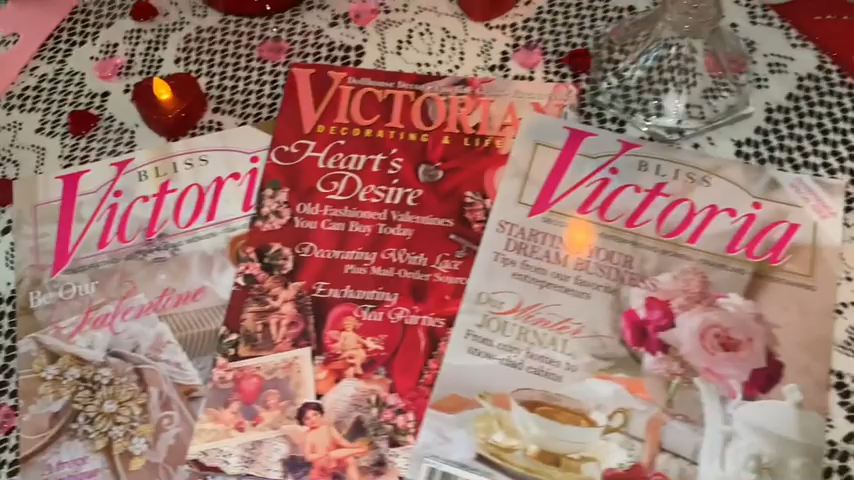 BLISS
Victoria
Be Our
Valentine
VICTORIAN
DECORATING & LIFE
Heart's
Desire
Old-Fashioned Valentines
You Can Buy Today
Decorating With Lace
Plus Mail-Order
Enchanting
Tea Parties
BLISS
Victoria
STARTING YOUR
DREAM BUSINESS
Tips from our favorite
entrepreneurs
Our Winter
JOURNAL
From cozy homes to
snow-clad cabins